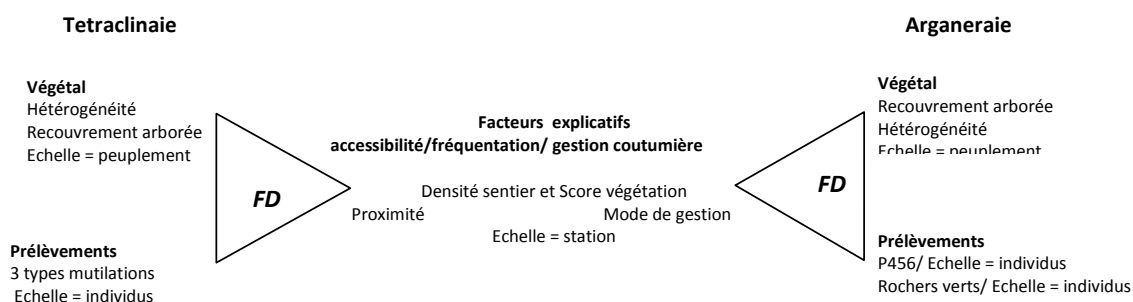 Tetraclinaie
Arganeraie
Végétal
Hétérogénéité
Recouvrement arborée
Echelle = peuplement
Végétal
Recouvrement arborée
Hétérogénéité
Echelle = peuplement
Facteurs explicatifs
accessibilité/fréquentation/ gestion coutumière
FD
Densité sentier et Score végétation
Proximité
Mode de gestion
Echelle = station
FD
Prélèvements
3 types mutilations
Echelle = individus
Prélèvements
P456/ Echelle = individus
Rochers verts/ Echelle = individus